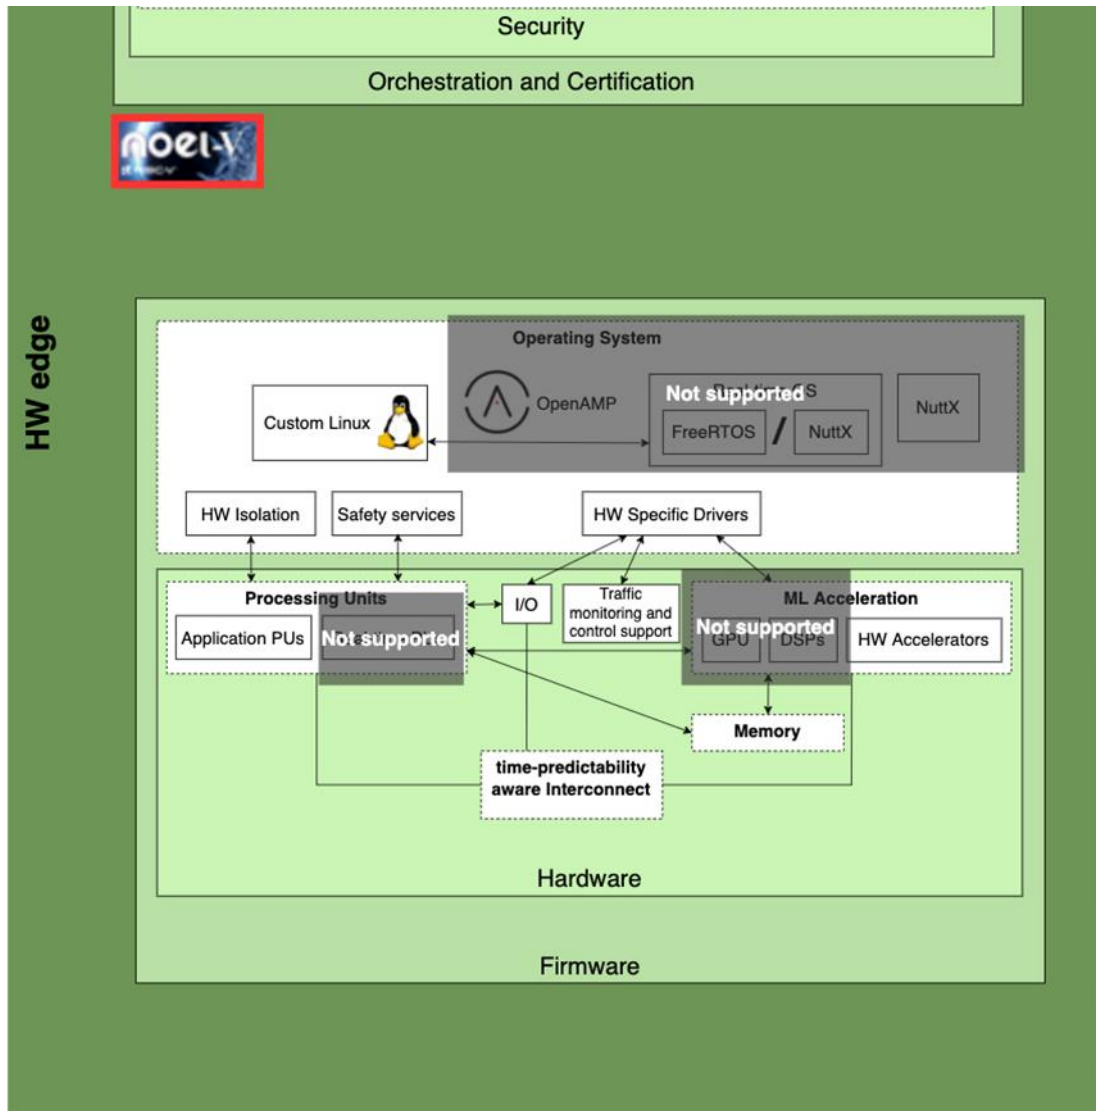 Security
Orchestration and Certification
noel-V
HW edge
Operating System
Not supported
OpenAMP
NuttX
Custom Linux
FreeRTOS / NuttX
HW Isolation
Safety services
HW Specific Drivers
Processing Units
I/O
Traffic
monitoring and
control support
ML Acceleration
Application PUs
Not supported
Not supported
GPU
DSPs
HW Accelerators
Memory
time-predictability
aware Interconnect
Hardware
Firmware